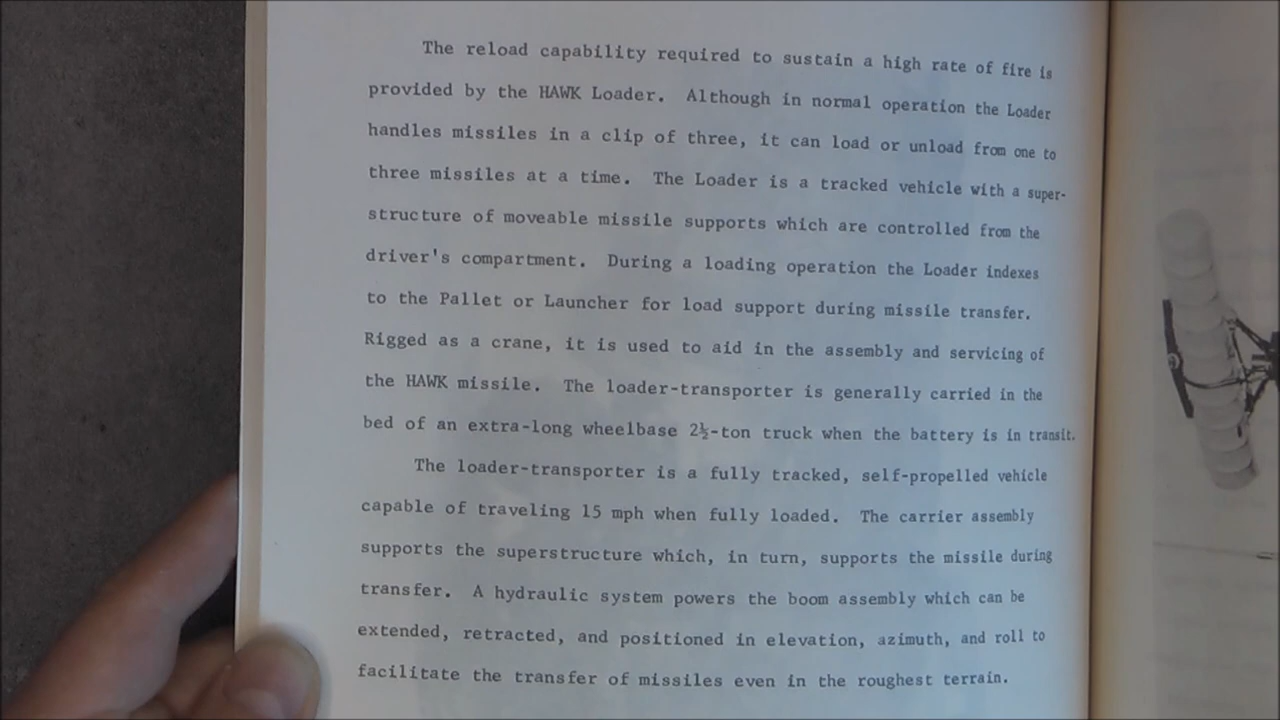 The reload capability required to sustain a high rate of fire is
provided by the HAWK Loader. Although in normal operation the Loader
handles missiles in a clip of three, it can load or unload from one to
three missiles at a time. The Loader is a tracked vehicle with a super-
structure of moveable missile supports which are controlled from the
driver's compartment. During a loading operation the Loader indexes
to the Pallet or Launcher for load support during missile transfer.
Rigged as a crane, it is used to aid in the assembly and servicing of
the HAWK missile. The loader-transporter is generally carried in the
bed of an extra-long wheelbase 2½-ton truck when the battery is in transit.
The loader-transporter is a fully tracked, self-propelled vehicle
capable of traveling 15 mph when fully loaded. The carrier assembly
supports the superstructure which, in turn, supports the missile during
transfer. A hydraulic system powers the boom assembly which can be
extended, retracted, and positioned in elevation, azimuth, and roll to
facilitate the transfer of missiles even in the roughest terrain.